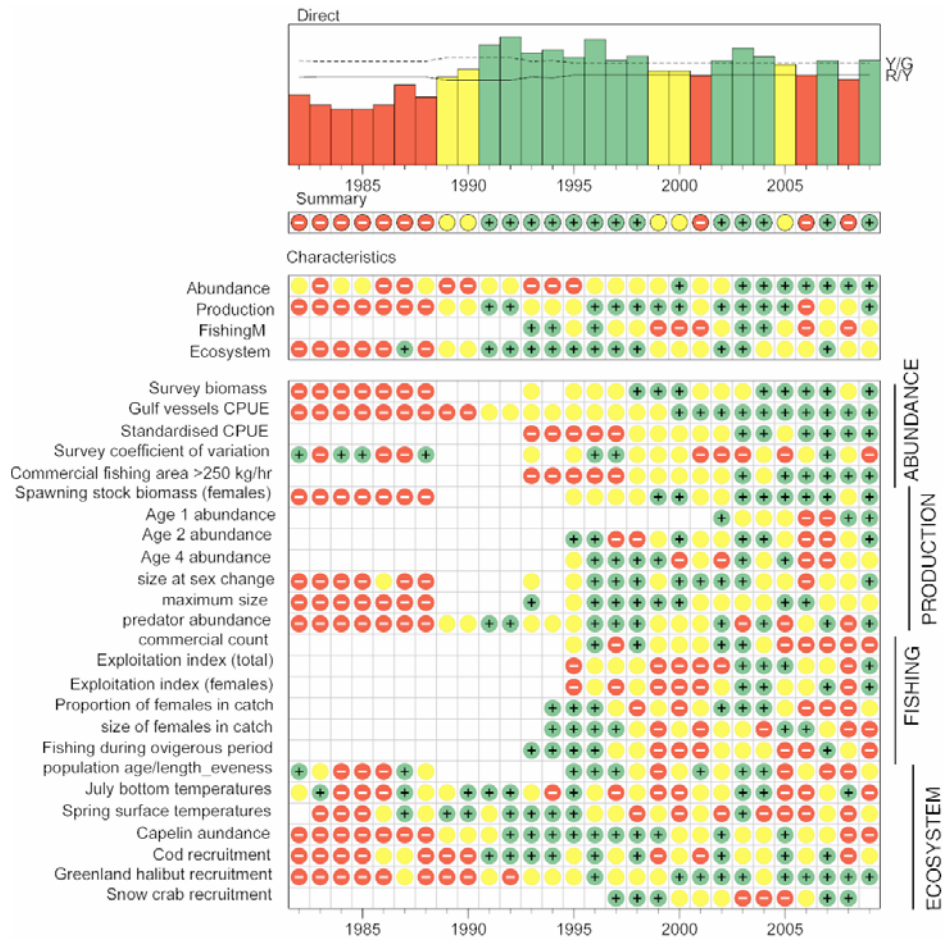 Direct
Y/G
R/Y
1985 1990 1995 2000 2005
Summary
Characteristics
Abundance
Production
FishingM
Ecosystem
Survey biomass
Gulf vessels CPUE
Standardised CPUE
Survey coefficient of variation
Commercial fishing area >250 kg/hr
Spawning stock biomass (females)
ABUNDANCE
Age 1 abundance
Age 2 abundance
Age 4 abundance
size at sex change
maximum size
predator abundance
PRODUCTION
commercial count
Exploitation index (total)
Exploitation index (females)
Proportion of females in catch
size of females in catch
Fishing during ovigerous period
FISHING
population age/length_eveness
July bottom temperatures
Spring surface temperatures
Capelin aundance
Cod recruitment
Greenland halibut recruitment
Snow crab recruitment
ECOSYSTEM
1985 1990 1995 2000 2005